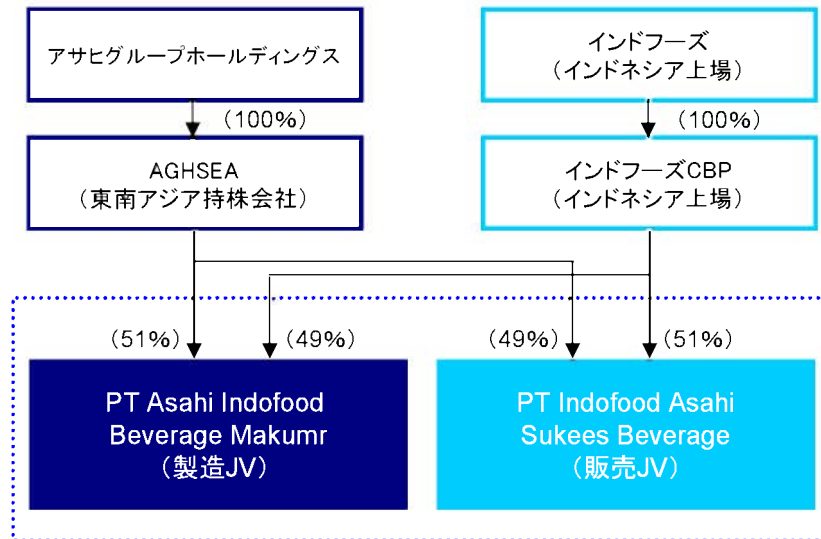 アサヒグループホールディングス
インドフーズ
（インドネシア上場）
（100%）
（100%）
AGHSEA
（東南アジア持株会社）
インドフーズCBP
（インドネシア上場）
（51%）
（49%）
（49%）
（51%）
PT Asahi Indofood
Beverage Makumr
（製造JV）
PT Indofood Asahi
Sukees Beverage
（販売JV）